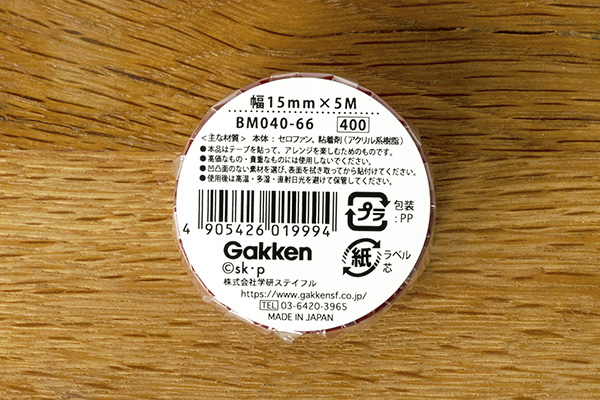 幅15mm×5M
BM040-66 400
<主な材質> 本体：セロファン、粘着剤（アクリル系樹脂）
●本品はテープを貼って、アレンジを楽しむためのものです。
●高価なもの・貴重なものには使用しないでください。
●凹凸面のない素材を選び、表面を拭き取ってから貼付けてください。
●使用後は高温・多湿・直射日光を避けて保管してください。
プラ 包装
:PP
4 905426 019994
紙 ラベル
芯
Gakken
©sk・p
株式会社学研ステイフル
https://www.gakkensf.co.jp/
TEL 03-6420-3965
MADE IN JAPAN